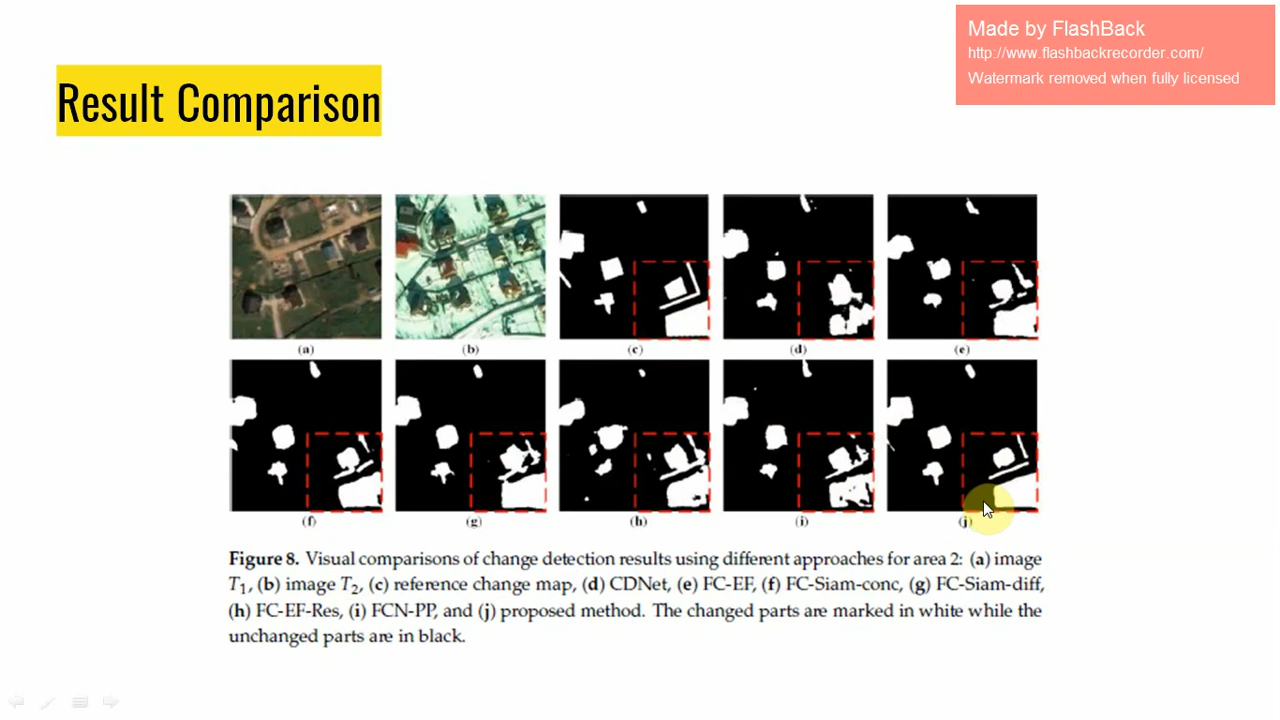 Made by FlashBack
http://www.flashbackrecorder.com/
Watermark removed when fully licensed
Result Comparison
(a)
(b)
(c)
(d)
(e)
(f)
(g)
(h)
(i)
(j)
Figure 8. Visual comparisons of change detection results using different approaches for area 2: (a) image
T1, (b) image T2, (c) reference change map, (d) CDNet, (e) FC-EF, (f) FC-Siam-conc, (g) FC-Siam-diff,
(h) FC-EF-Res, (i) FCN-PP, and (j) proposed method. The changed parts are marked in white while the
unchanged parts are in black.